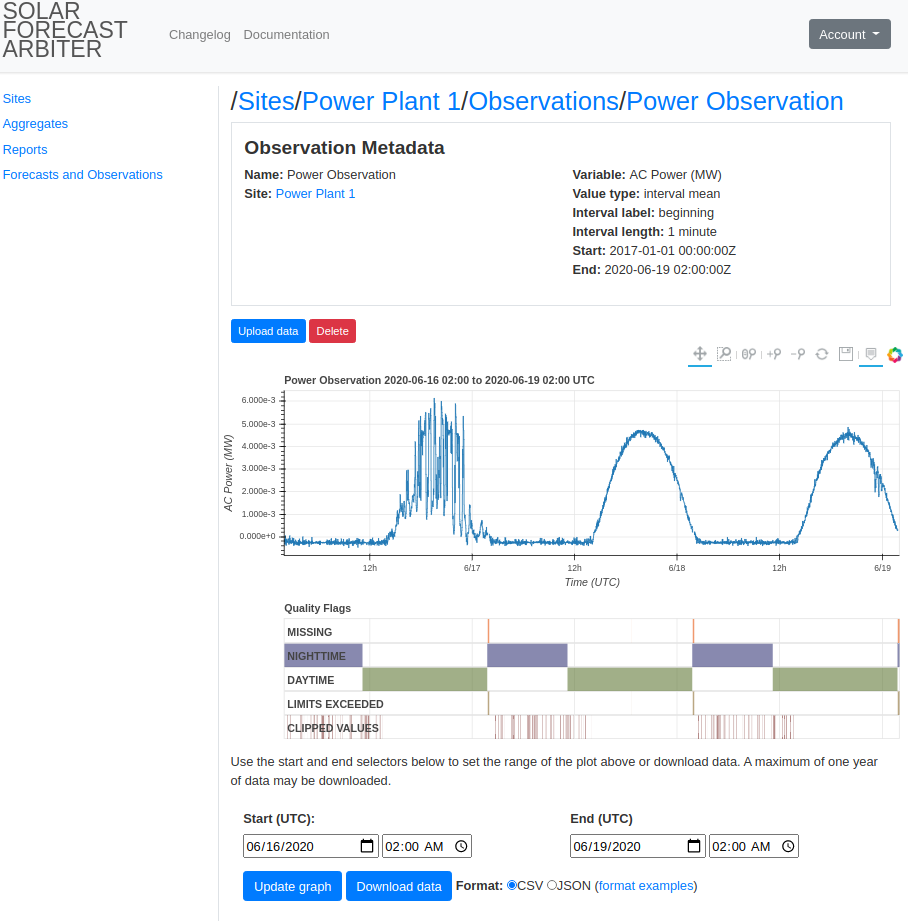 SOLAR
FORECAST
ARBITER
Changelog Documentation
Account
Sites
Aggregates
Reports
Forecasts and Observations
/Sites/Power Plant 1/Observations/Power Observation
Observation Metadata
Name: Power Observation
Site: Power Plant 1
Variable: AC Power (MW)
Value type: interval mean
Interval label: beginning
Interval length: 1 minute
Start: 2017-01-01 00:00:00Z
End: 2020-06-19 02:00:00Z
Upload data Delete
Power Observation 2020-06-16 02:00 to 2020-06-19 02:00 UTC
AC Power (MW)
6.000e-3
5.000e-3
4.000e-3
3.000e-3
2.000e-3
1.000e-3
0.000e+0
12h 6/17 12h 6/18 12h 6/19
Time (UTC)
Quality Flags
MISSING
NIGHTTIME
DAYTIME
LIMITS EXCEEDED
CLIPPED VALUES
Use the start and end selectors below to set the range of the plot above or download data. A maximum of one year
of data may be downloaded.
Start (UTC): End (UTC)
06/16/2020 02:00 AM 06/19/2020 02:00 AM
Update graph Download data Format: CSV JSON (format examples)